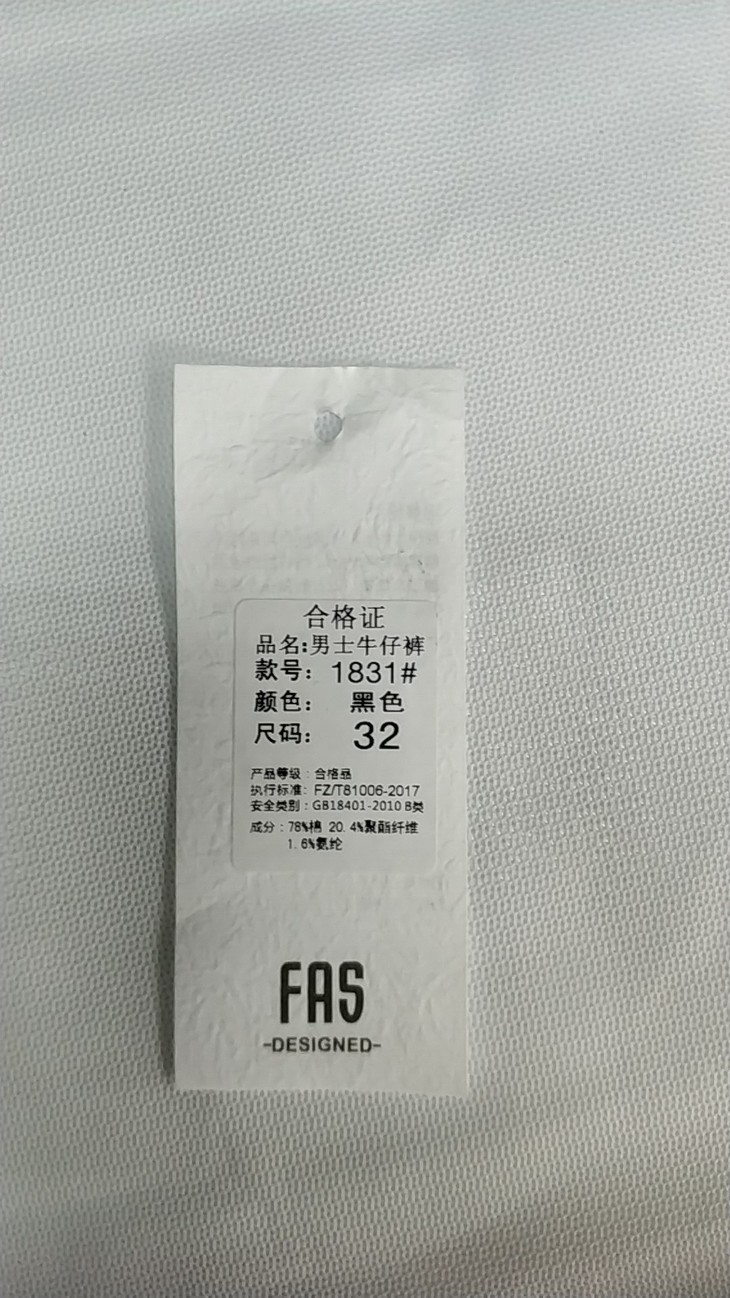 合格证
品名:男士牛仔裤
款号: 1831#
颜色: 黑色
尺码: 32
产品等级:合格品
执行标准: FZ/T81006-2017
安全类别:GB18401-2010 B类
成分:78%棉 20.4%聚酯纤维
1.6%氨纶
FAS
-DESIGNED-